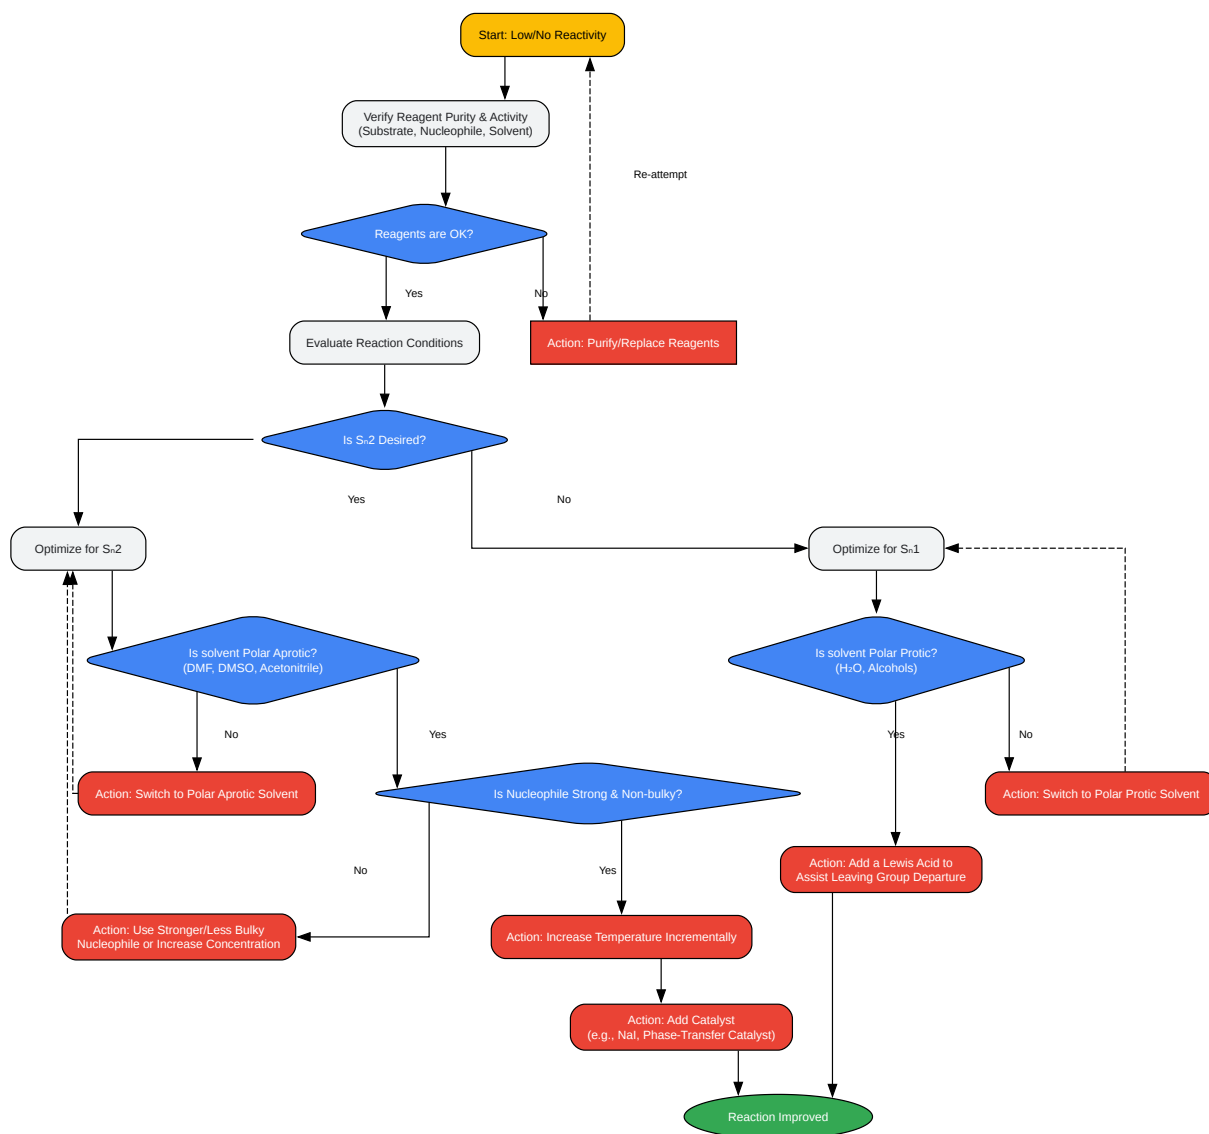 Start: Low/No Reactivity
Verify Reagent Purity & Activity
(Substrate, Nucleophile, Solvent)
Re-attempt
Reagents are OK?
Yes
No
Evaluate Reaction Conditions
Action: Purify/Replace Reagents
Is Sₙ2 Desired?
Yes
No
Optimize for Sₙ2
Optimize for Sₙ1
Is solvent Polar Aprotic?
(DMF, DMSO, Acetonitrile)
Is solvent Polar Protic?
(H₂O, Alcohols)
No
Yes
Yes
No
Action: Switch to Polar Aprotic Solvent
Is Nucleophile Strong & Non-bulky?
Action: Switch to Polar Protic Solvent
No
Yes
Action: Add a Lewis Acid to
Assist Leaving Group Departure
Action: Use Stronger/Less Bulky
Nucleophile or Increase Concentration
Action: Increase Temperature Incrementally
Action: Add Catalyst
(e.g., NaI, Phase-Transfer Catalyst)
Reaction Improved